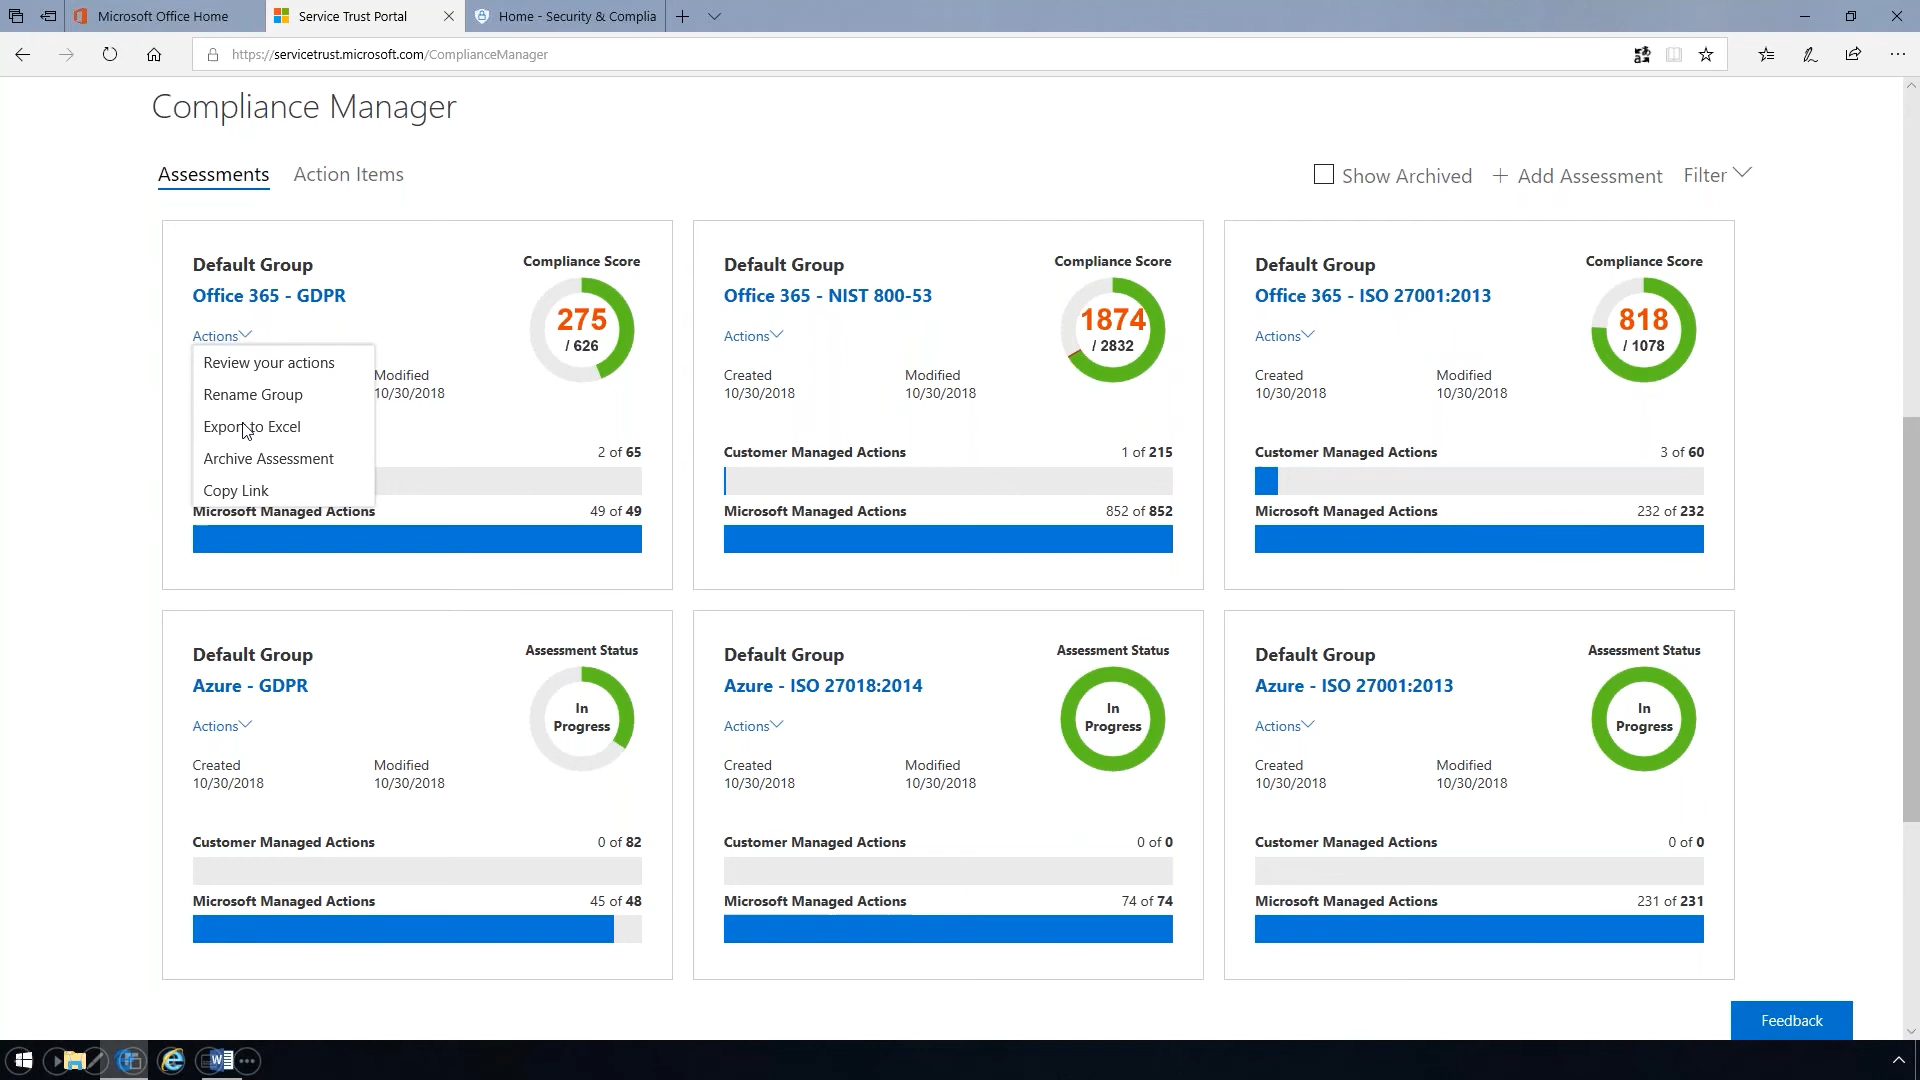 Microsoft Office Home
Service Trust Portal
Home - Security & Complia
https://servicetrust.microsoft.com/ComplianceManager
Compliance Manager
Assessments
Action Items
Show Archived
+ Add Assessment
Filter
Default Group
Office 365 - GDPR
Actions
Compliance Score
275
/ 626
Review your actions
Rename Group
Export to Excel
Archive Assessment
Copy Link
Modified
10/30/2018
2 of 65
Microsoft Managed Actions 49 of 49
Default Group
Office 365 - NIST 800-53
Actions
Compliance Score
1874
/ 2832
Created Modified
10/30/2018 10/30/2018
Customer Managed Actions 1 of 215
Microsoft Managed Actions 852 of 852
Default Group
Office 365 - ISO 27001:2013
Actions
Compliance Score
818
/ 1078
Created Modified
10/30/2018 10/30/2018
Customer Managed Actions 3 of 60
Microsoft Managed Actions 232 of 232
Default Group
Azure - GDPR
Actions
Assessment Status
In
Progress
Created Modified
10/30/2018 10/30/2018
Customer Managed Actions 0 of 82
Microsoft Managed Actions 45 of 48
Default Group
Azure - ISO 27018:2014
Actions
Assessment Status
In
Progress
Created Modified
10/30/2018 10/30/2018
Customer Managed Actions 0 of 0
Microsoft Managed Actions 74 of 74
Default Group
Azure - ISO 27001:2013
Actions
Assessment Status
In
Progress
Created Modified
10/30/2018 10/30/2018
Customer Managed Actions 0 of 0
Microsoft Managed Actions 231 of 231
Feedback